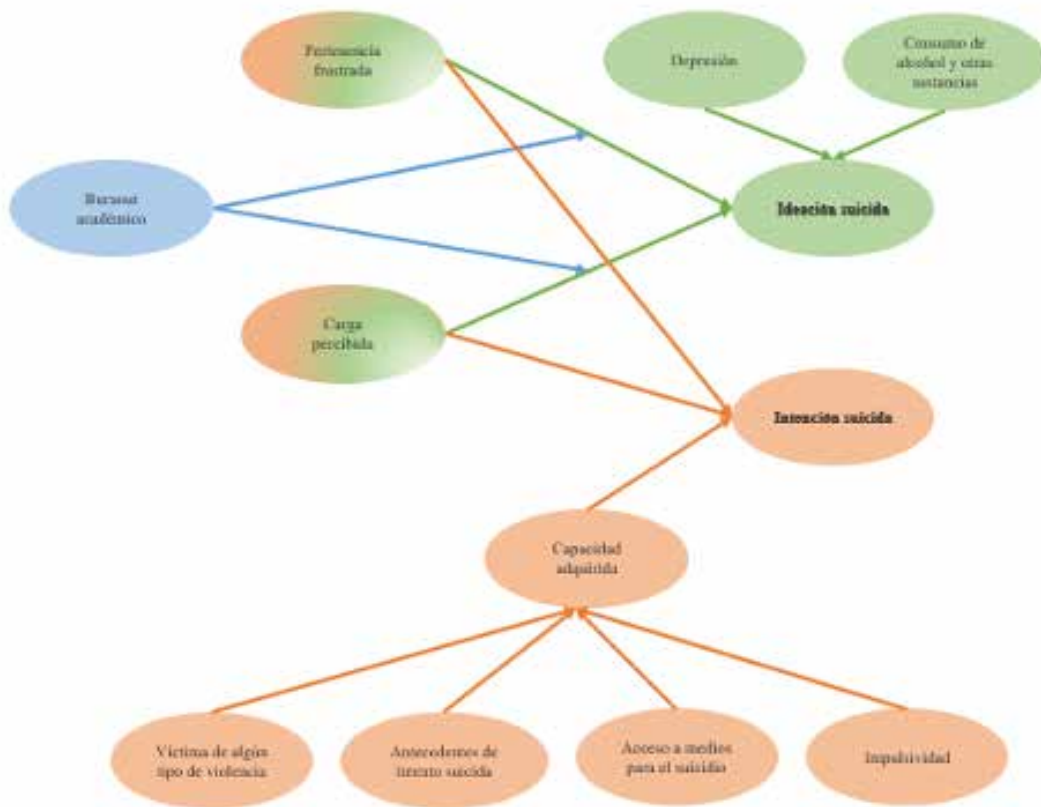 Pertenencia
frustrada
Depresión
Consumo de
alcohol y otras
sustancias
Burnout
académico
Ideación suicida
Carga
percibida
Intención suicida
Capacidad
adquirida
Víctima de algún
tipo de violencia
Antecedentes de
intento suicida
Acceso a medios
para el suicidio
Impulsividad